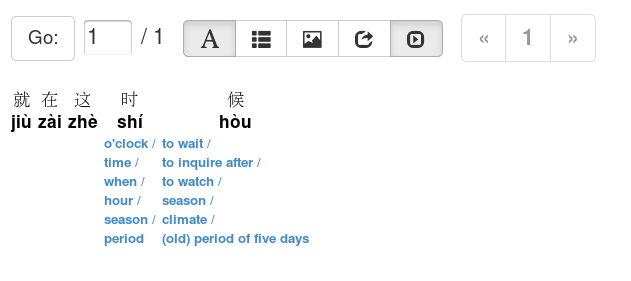 Go: 1 / 1 A « 1 »
就 在 这 时 候
jiù zài zhè shí hòu
o'clock / to wait /
time / to inquire after /
when / to watch /
hour / season /
season / climate /
period (old) period of five days